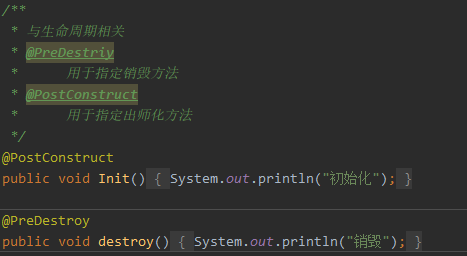 /**
* 与生命周期相关
* @PreDestriy
* 用于指定销毁方法
* @PostConstruct
* 用于指定出师化方法
*/
@PostConstruct
public void Init() { System.out.println("初始化"); }
@PreDestroy
public void destroy() { System.out.println("销毁"); }